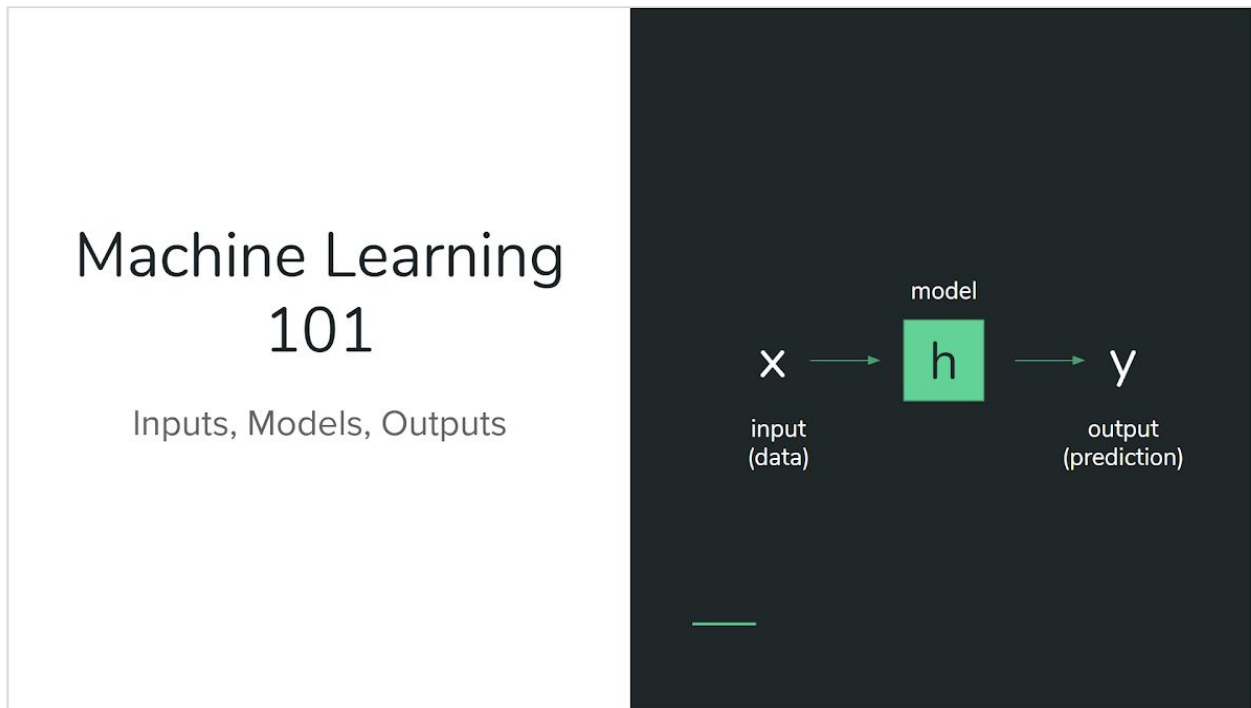 Machine Learning
101
Inputs, Models, Outputs
model
x
h
y
input
(data)
output
(prediction)